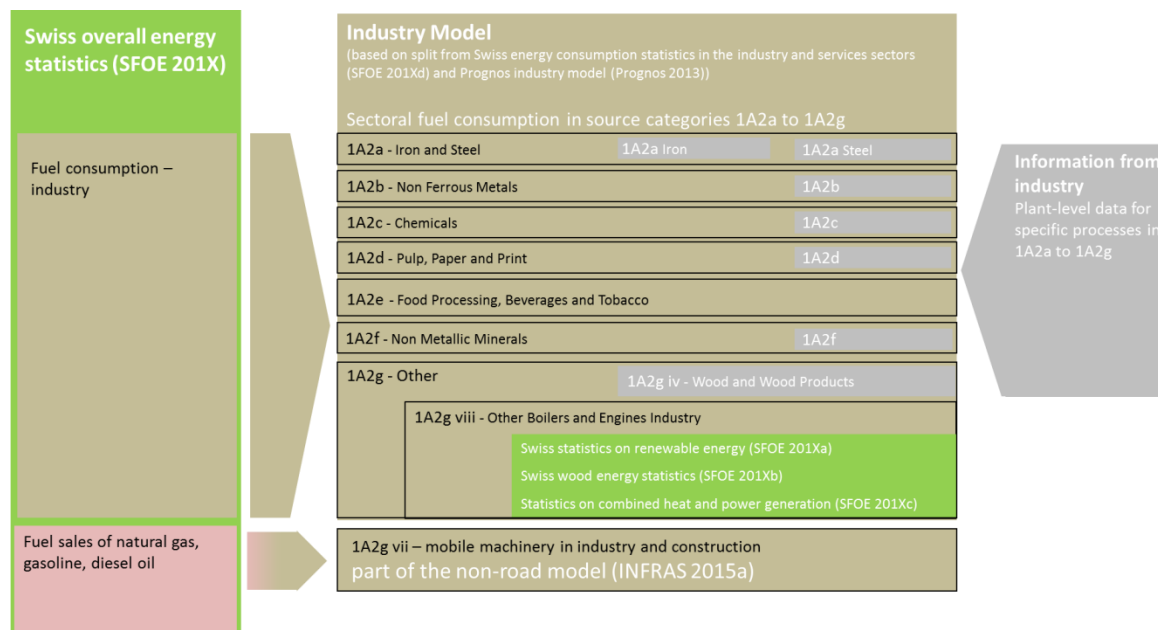 Swiss overall energy
statistics (SFOE 201X)
Fuel consumption –
industry
Fuel sales of natural gas,
gasoline, diesel oil
Industry Model
(based on split from Swiss energy consumption statistics in the industry and services sectors
(SFOE 201Xd) and Prognos industry model (Prognos 2013))
Sectoral fuel consumption in source categories 1A2a to 1A2g
1A2a - Iron and Steel
1A2a Iron
1A2a Steel
1A2b - Non Ferrous Metals
1A2b
1A2c - Chemicals
1A2c
1A2d - Pulp, Paper and Print
1A2d
1A2e - Food Processing, Beverages and Tobacco
1A2f - Non Metallic Minerals
1A2f
1A2g - Other
1A2g iv - Wood and Wood Products
1A2g viii - Other Boilers and Engines Industry
Swiss statistics on renewable energy (SFOE 201Xa)
Swiss wood energy statistics (SFOE 201Xb)
Statistics on combined heat and power generation (SFOE 201Xc)
1A2g vii – mobile machinery in industry and construction
part of the non-road model (INFRAS 2015a)
Information from
industry
Plant-level data for
specific processes in
1A2a to 1A2g